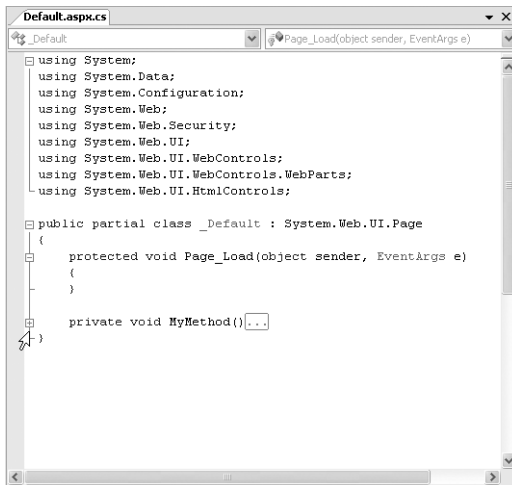 Default.aspx.cs
_Default
Page_Load(object sender, EventArgs e)
using System;
using System.Data;
using System.Configuration;
using System.Web;
using System.Web.Security;
using System.Web.UI;
using System.Web.UI.WebControls;
using System.Web.UI.WebControls.WebParts;
using System.Web.UI.HtmlControls;
public partial class _Default : System.Web.UI.Page
{
protected void Page_Load(object sender, EventArgs e)
{
}
private void MyMethod()...
}